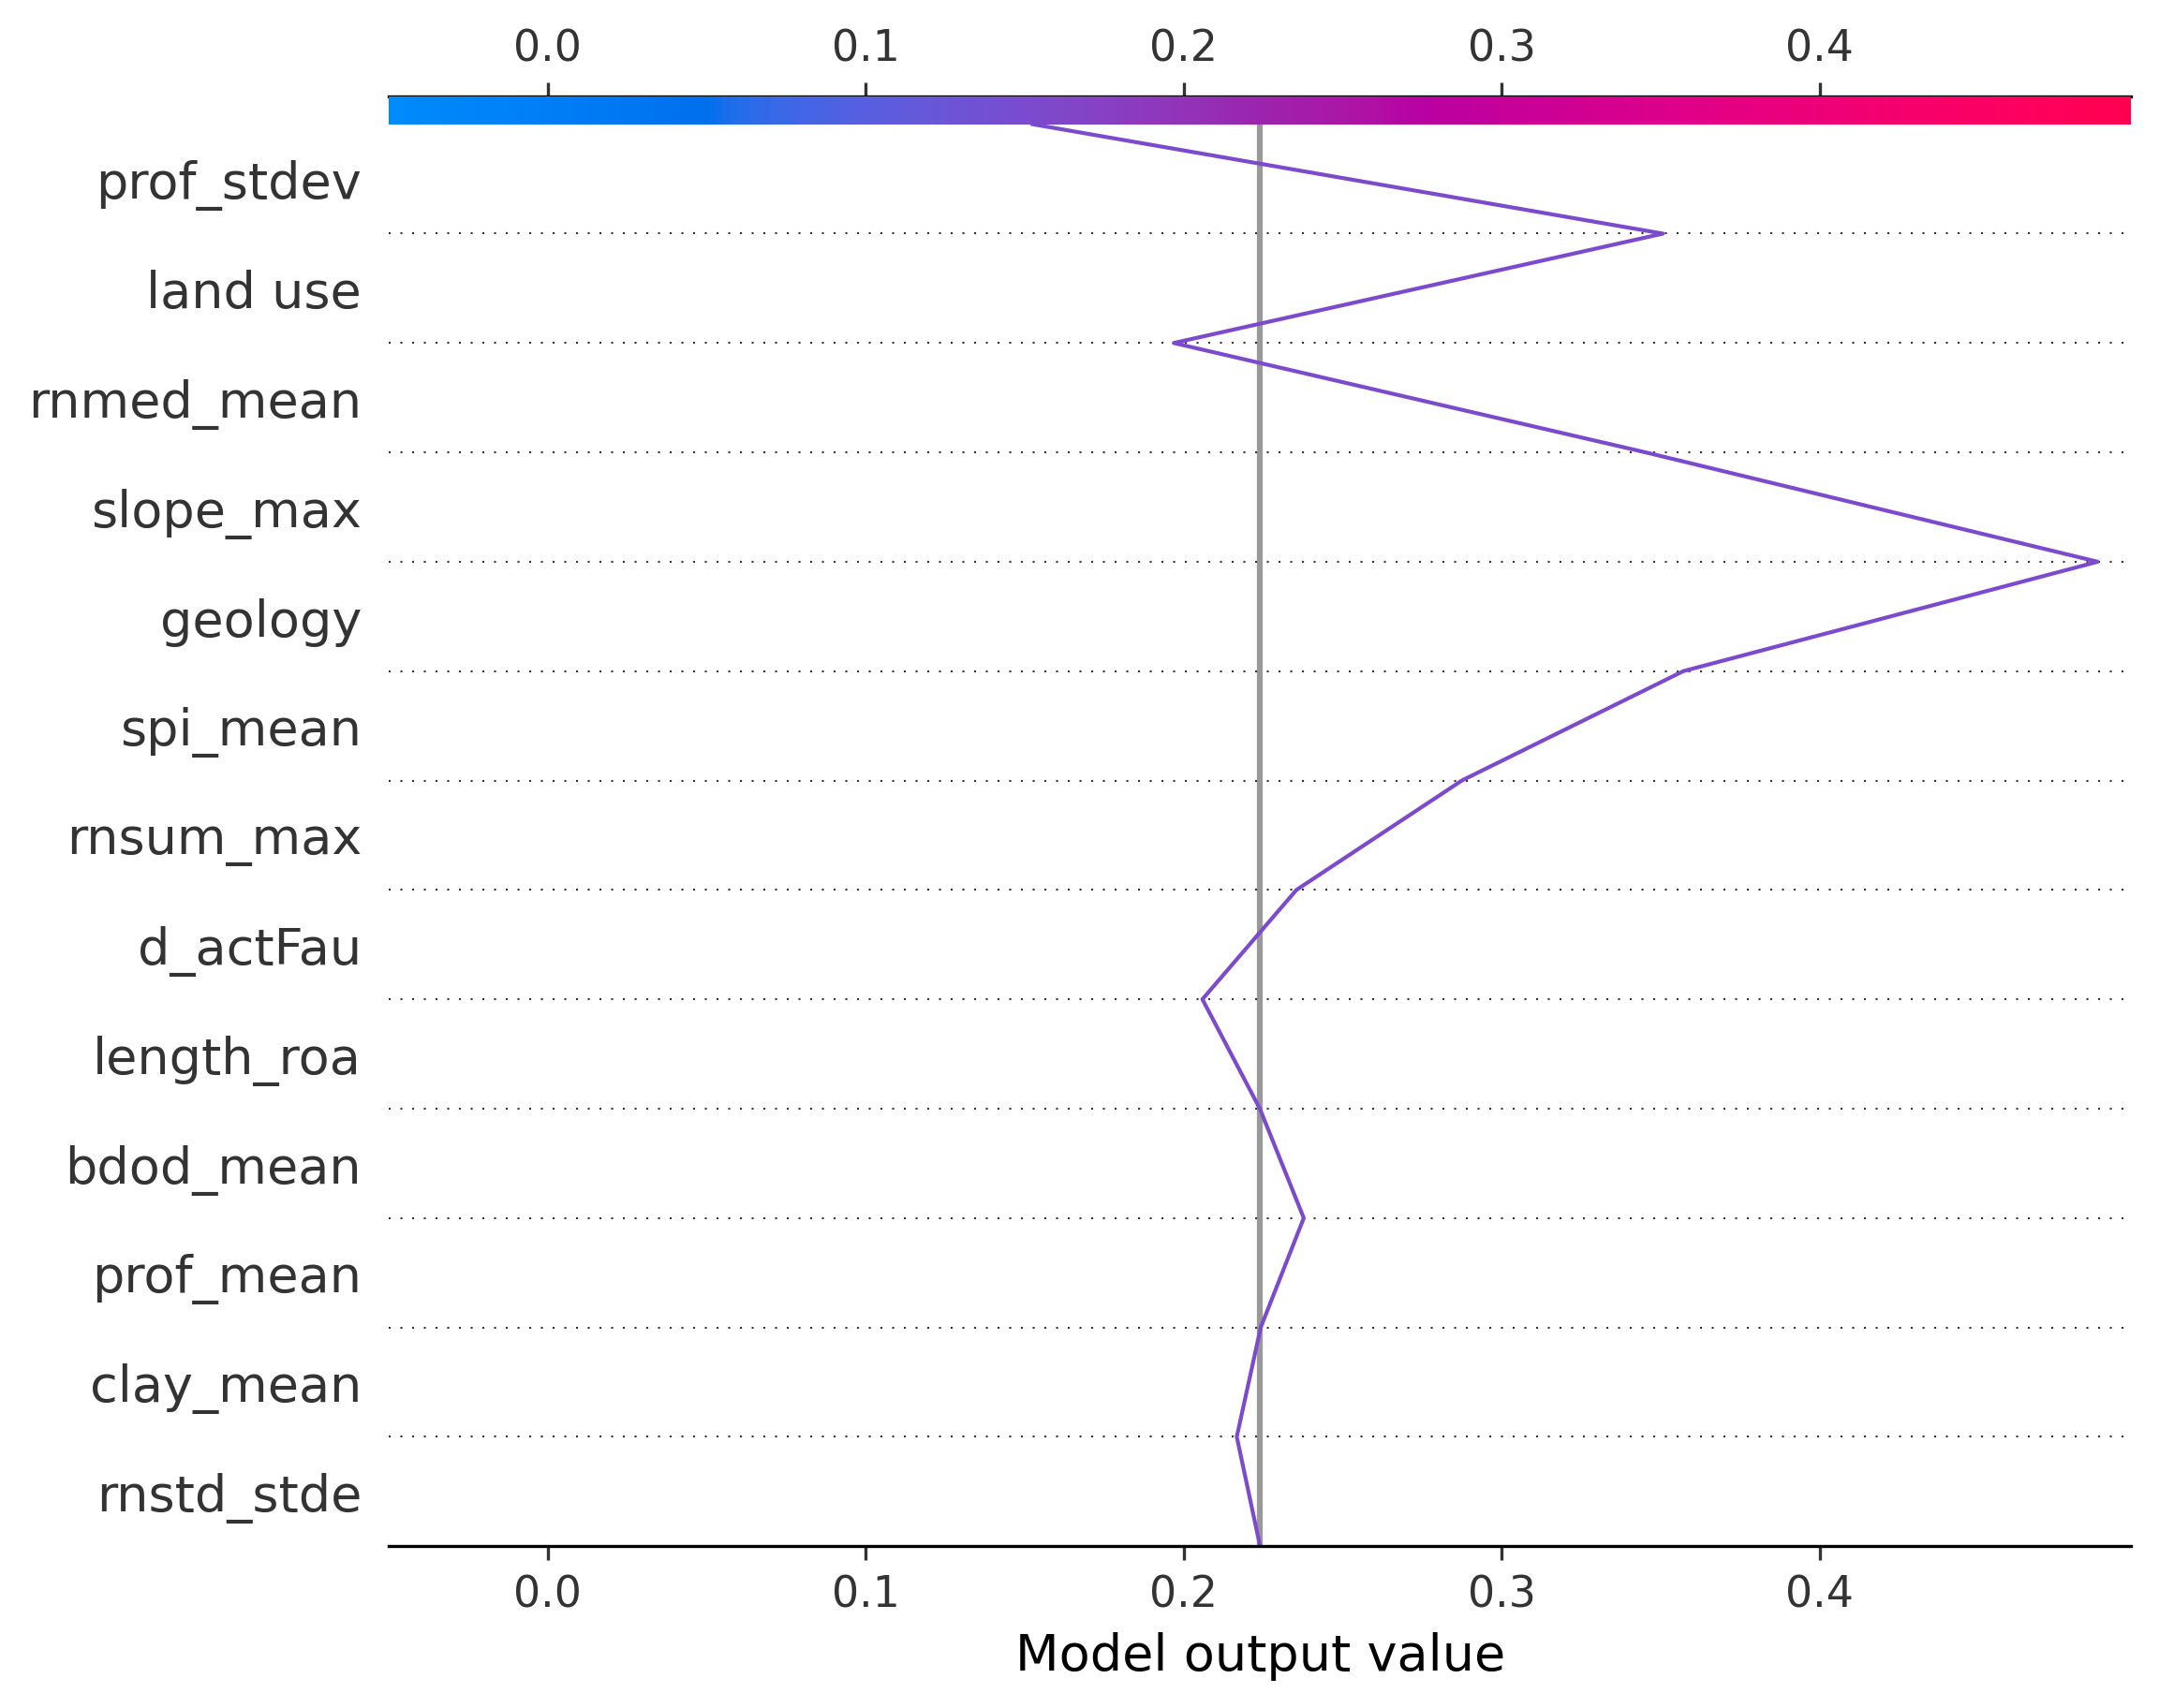 0.0 0.1 0.2 0.3 0.4
prof_stdev
land use
rnmed_mean
slope_max
geology
spi_mean
rnsum_max
d_actFau
length_roa
bdod_mean
prof_mean
clay_mean
rnstd_stde
0.0 0.1 0.2 0.3 0.4
Model output value